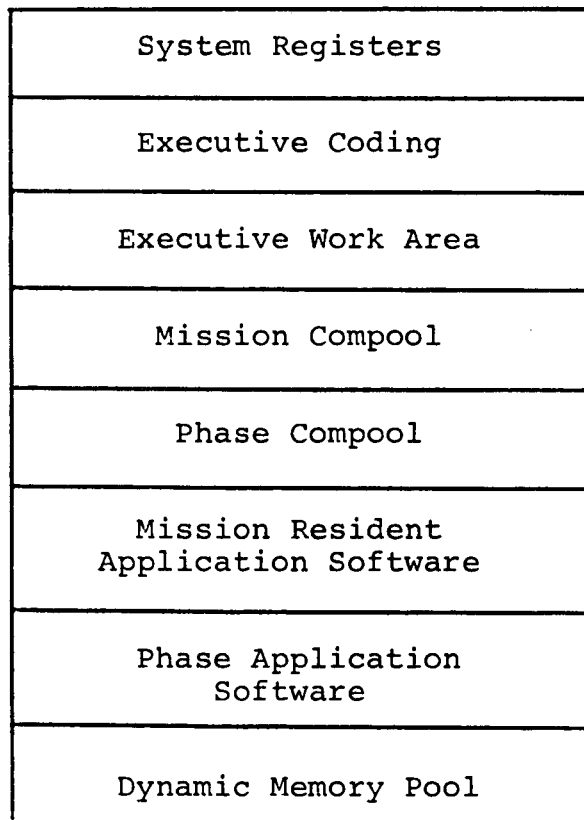 System Registers
Executive Coding
Executive Work Area
Mission Compool
Phase Compool
Mission Resident
Application Software
Phase Application
Software
Dynamic Memory Pool